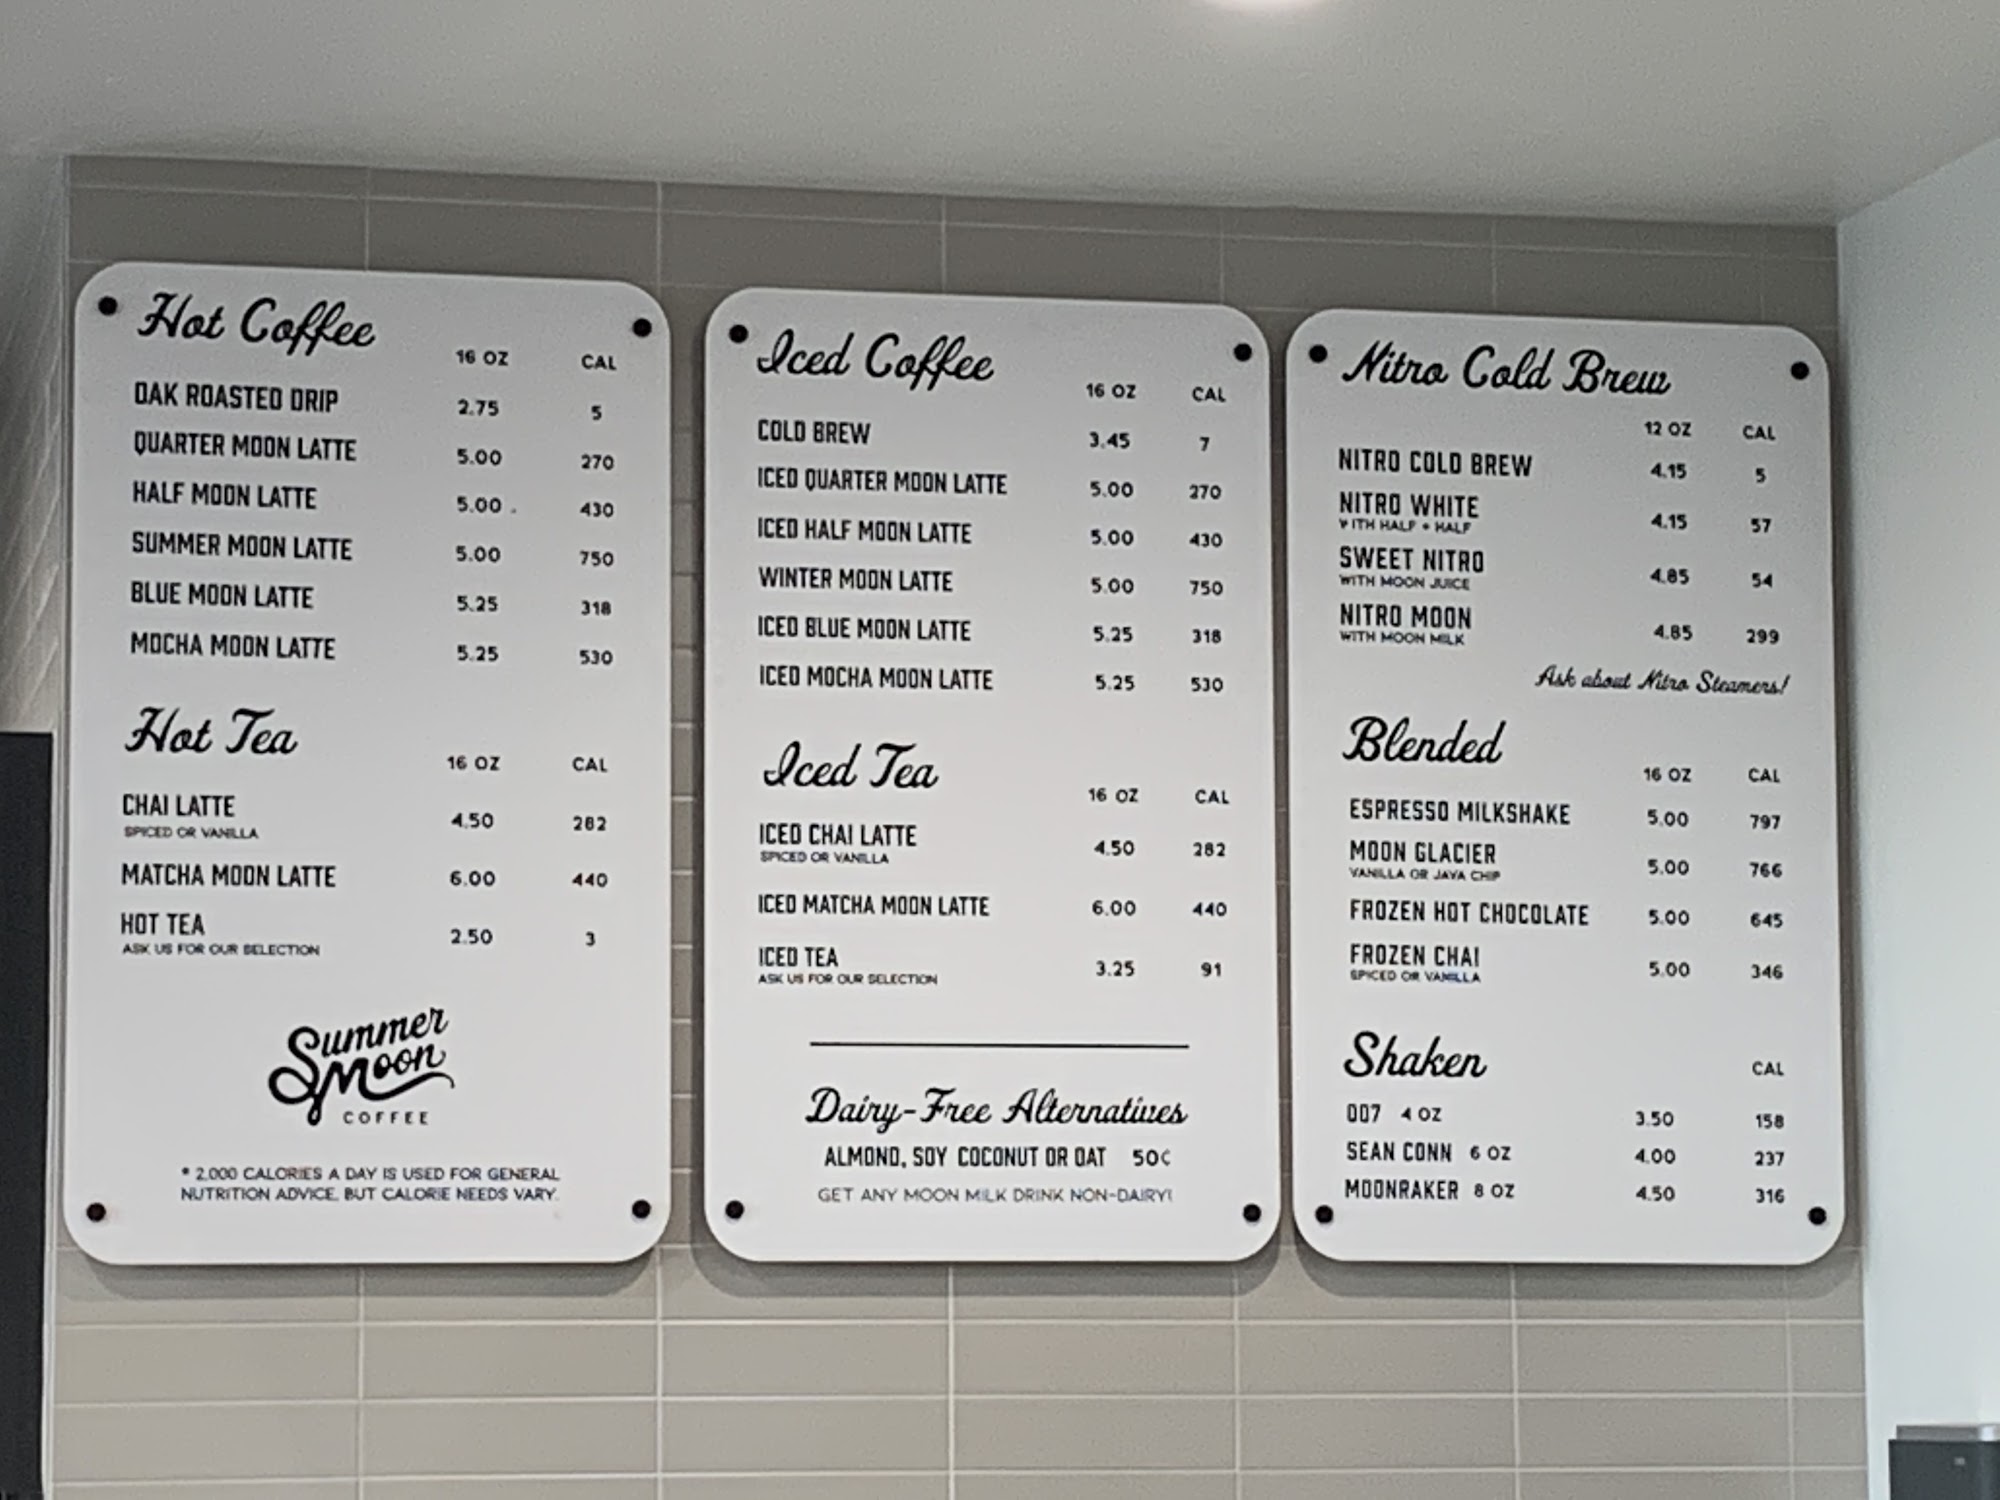 Hot Coffee
16 OZ CAL
OAK ROASTED DRIP 2.75 5
QUARTER MOON LATTE 5.00 270
HALF MOON LATTE 5.00 430
SUMMER MOON LATTE 5.00 750
BLUE MOON LATTE 5.25 318
MOCHA MOON LATTE 5.25 530
Hot Tea
16 OZ CAL
CHAI LATTE 4.50 282
SPICED OR VANILLA
MATCHA MOON LATTE 6.00 440
HOT TEA 2.50 3
ASK US FOR OUR SELECTION
Summer
Moon
COFFEE
* 2,000 CALORIES A DAY IS USED FOR GENERAL
NUTRITION ADVICE, BUT CALORIE NEEDS VARY.
Iced Coffee
16 OZ CAL
COLD BREW 3.45 7
ICED QUARTER MOON LATTE 5.00 270
ICED HALF MOON LATTE 5.00 430
WINTER MOON LATTE 5.00 750
ICED BLUE MOON LATTE 5.25 318
ICED MOCHA MOON LATTE 5.25 530
Iced Tea
16 OZ CAL
ICED CHAI LATTE 4.50 282
SPICED OR VANILLA
ICED MATCHA MOON LATTE 6.00 440
ICED TEA 3.25 91
ASK US FOR OUR SELECTION
Dairy-Free Alternatives
ALMOND, SOY COCONUT OR OAT 50¢
GET ANY MOON MILK DRINK NON-DAIRY!
Nitro Cold Brew
12 OZ CAL
NITRO COLD BREW 4.15 5
NITRO WHITE 4.15 57
WITH HALF + HALF
SWEET NITRO 4.85 54
WITH MOON JUICE
NITRO MOON 4.85 299
WITH MOON MILK
Ask about Nitro Steamers!
Blended
16 OZ CAL
ESPRESSO MILKSHAKE 5.00 797
MOON GLACIER 5.00 766
VANILLA OR JAVA CHIP
FROZEN HOT CHOCOLATE 5.00 645
FROZEN CHAI 5.00 346
SPICED OR VANILLA
Shaken
CAL
007 4 OZ 3.50 158
SEAN CONN 6 OZ 4.00 237
MOONRAKER 8 OZ 4.50 316